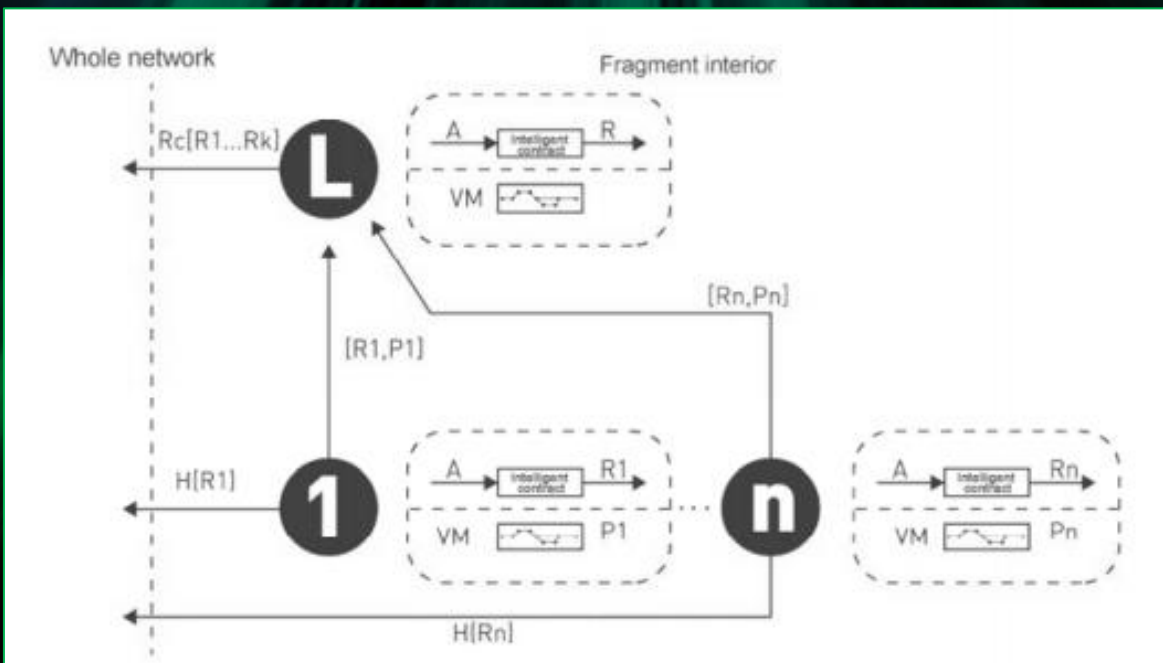 Whole network
Fragment interior
Rc[R1...Rk]
L
A
Intelligent
contract
R
VM
[Rn,Pn]
[R1,P1]
H[R1]
1
A
Intelligent
contract
R1
VM
P1
n
A
Intelligent
contract
Rn
VM
Pn
H[Rn]